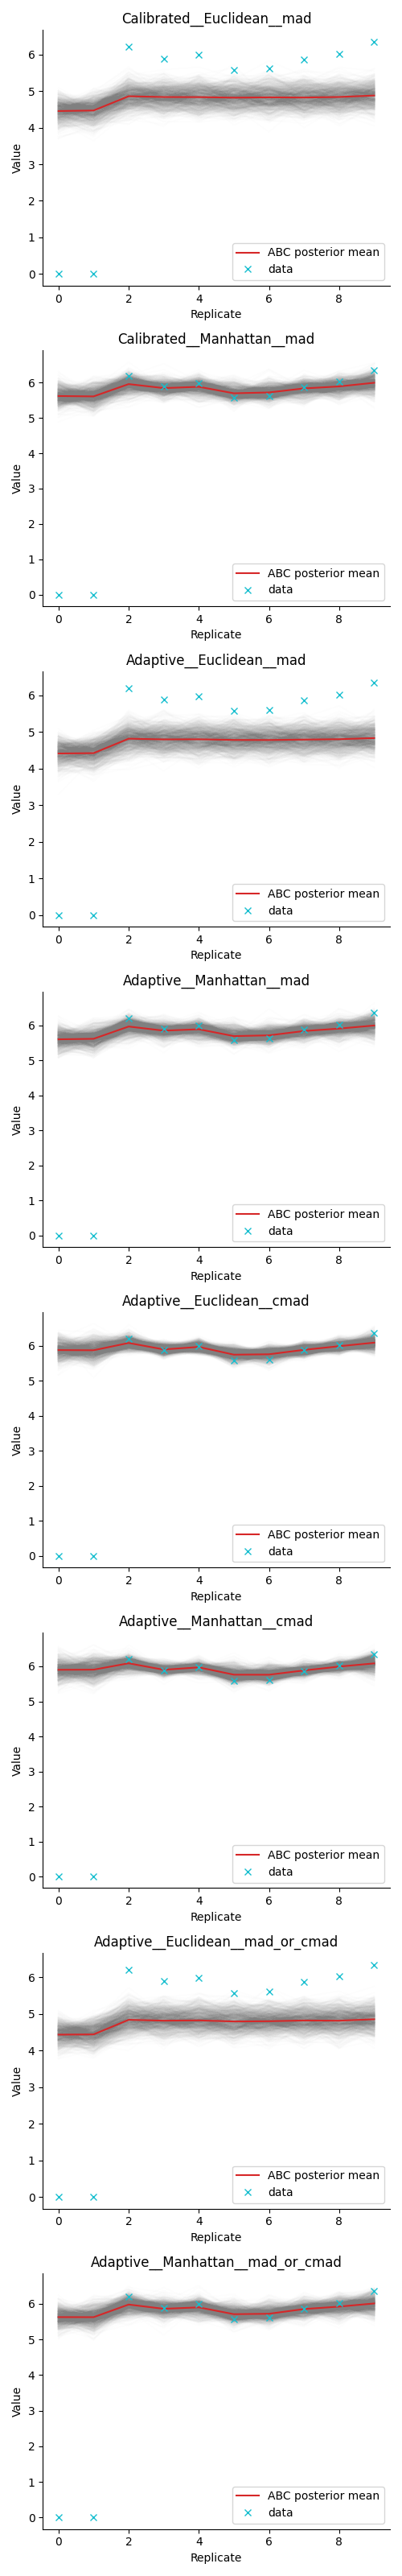 Calibrated__Euclidean__mad
6
5
4
3
2
1
0
Value
ABC posterior mean
data
0 2 4 6 8
Replicate
Calibrated__Manhattan__mad
6
5
4
3
2
1
0
Value
ABC posterior mean
data
0 2 4 6 8
Replicate
Adaptive__Euclidean__mad
6
5
4
3
2
1
0
Value
ABC posterior mean
data
0 2 4 6 8
Replicate
Adaptive__Manhattan__mad
6
5
4
3
2
1
0
Value
ABC posterior mean
data
0 2 4 6 8
Replicate
Adaptive__Euclidean__cmad
6
5
4
3
2
1
0
Value
ABC posterior mean
data
0 2 4 6 8
Replicate
Adaptive__Manhattan__cmad
6
5
4
3
2
1
0
Value
ABC posterior mean
data
0 2 4 6 8
Replicate
Adaptive__Euclidean__mad_or_cmad
6
5
4
3
2
1
0
Value
ABC posterior mean
data
0 2 4 6 8
Replicate
Adaptive__Manhattan__mad_or_cmad
6
5
4
3
2
1
0
Value
ABC posterior mean
data
0 2 4 6 8
Replicate